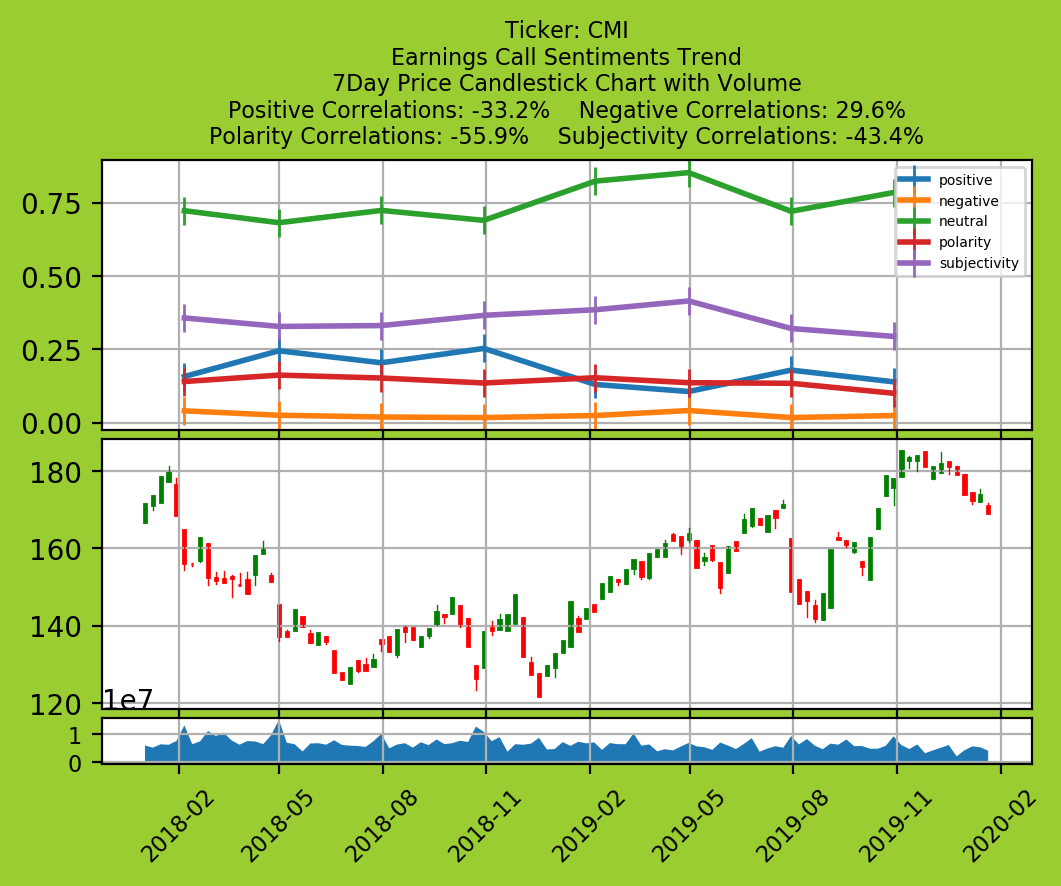 Ticker: CMI
Earnings Call Sentiments Trend
7Day Price Candlestick Chart with Volume
Positive Correlations: -33.2%    Negative Correlations: 29.6%
Polarity Correlations: -55.9%    Subjectivity Correlations: -43.4%
0.75
0.50
0.25
0.00
positive
negative
neutral
polarity
subjectivity
180
160
140
120
1e7
1
0
2018-02
2018-05
2018-08
2018-11
2019-02
2019-05
2019-08
2019-11
2020-02